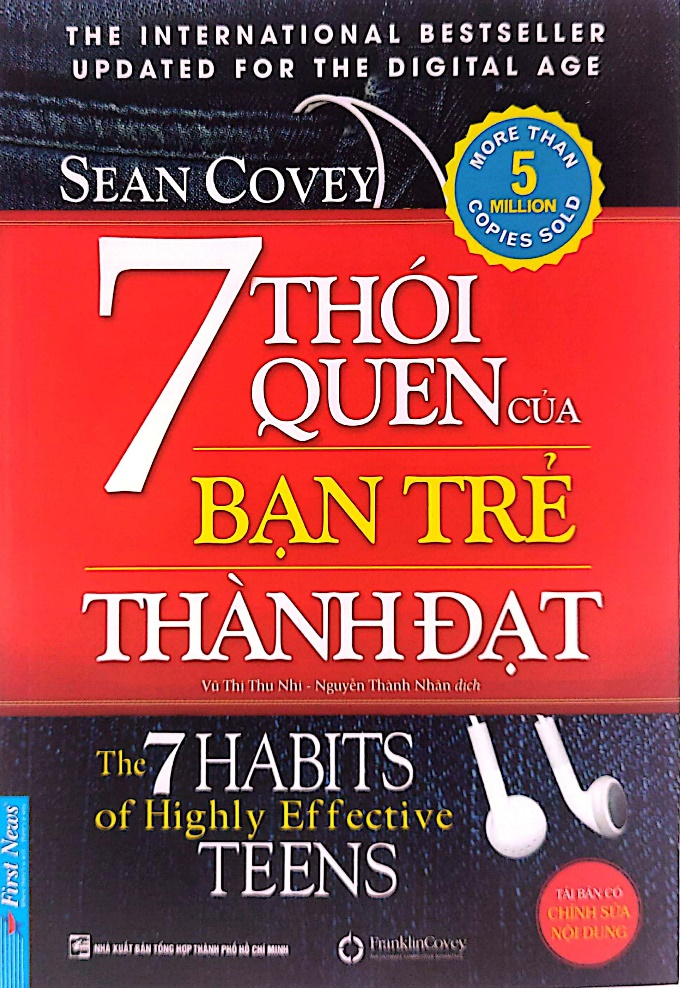 THE INTERNATIONAL BESTSELLER
UPDATED FOR THE DIGITAL AGE
SEAN COVEY
MORE THAN
5
MILLION
COPIES SOLD
7 THÓI
QUEN CỦA
BẠN TRẺ
THÀNH ĐẠT
Vũ Thị Thu Nhi - Nguyễn Thành Nhân dịch
The 7 HABITS
of Highly Effective
TEENS
First News
TÁI BẢN CÓ
CHỈNH SỬA
NỘI DUNG
NHÀ XUẤT BẢN TỔNG HỢP THÀNH PHỐ HỒ CHÍ MINH
FranklinCovey